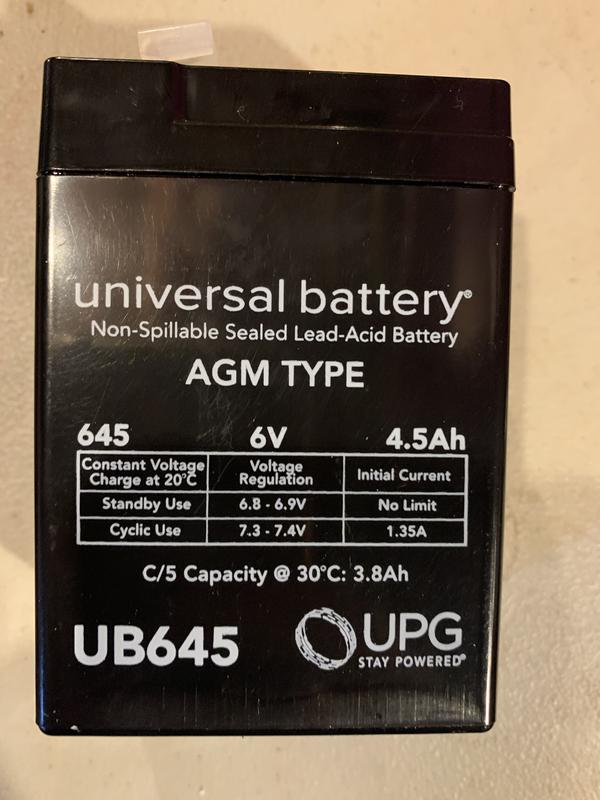 universal battery®
Non-Spillable Sealed Lead-Acid Battery
AGM TYPE
645 6V 4.5Ah
Constant Voltage Charge at 20°C Voltage Regulation Initial Current
Standby Use 6.8 - 6.9V No Limit
Cyclic Use 7.3 - 7.4V 1.35A
C/5 Capacity @ 30°C: 3.8Ah
UB645
UPG
STAY POWERED®